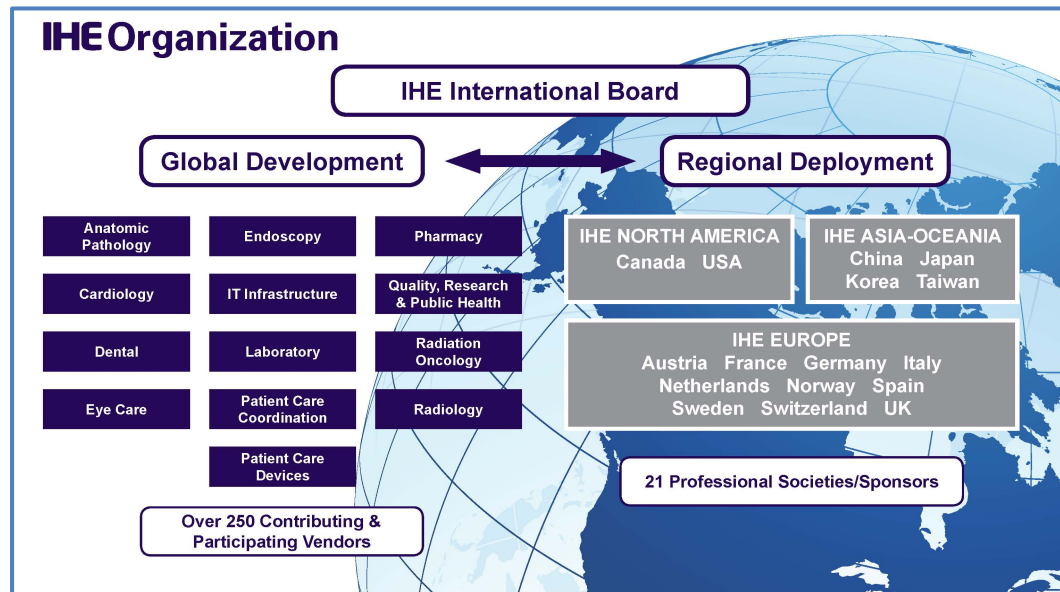 IHE Organization
IHE International Board
Global Development
Regional Deployment
Anatomic
Pathology
Endoscopy
Pharmacy
Cardiology
IT Infrastructure
Quality, Research
& Public Health
Dental
Laboratory
Radiation
Oncology
Eye Care
Patient Care
Coordination
Radiology
Patient Care
Devices
Over 250 Contributing &
Participating Vendors
IHE NORTH AMERICA
Canada USA
IHE ASIA-OCEANIA
China Japan
Korea Taiwan
IHE EUROPE
Austria France Germany Italy
Netherlands Norway Spain
Sweden Switzerland UK
21 Professional Societies/Sponsors